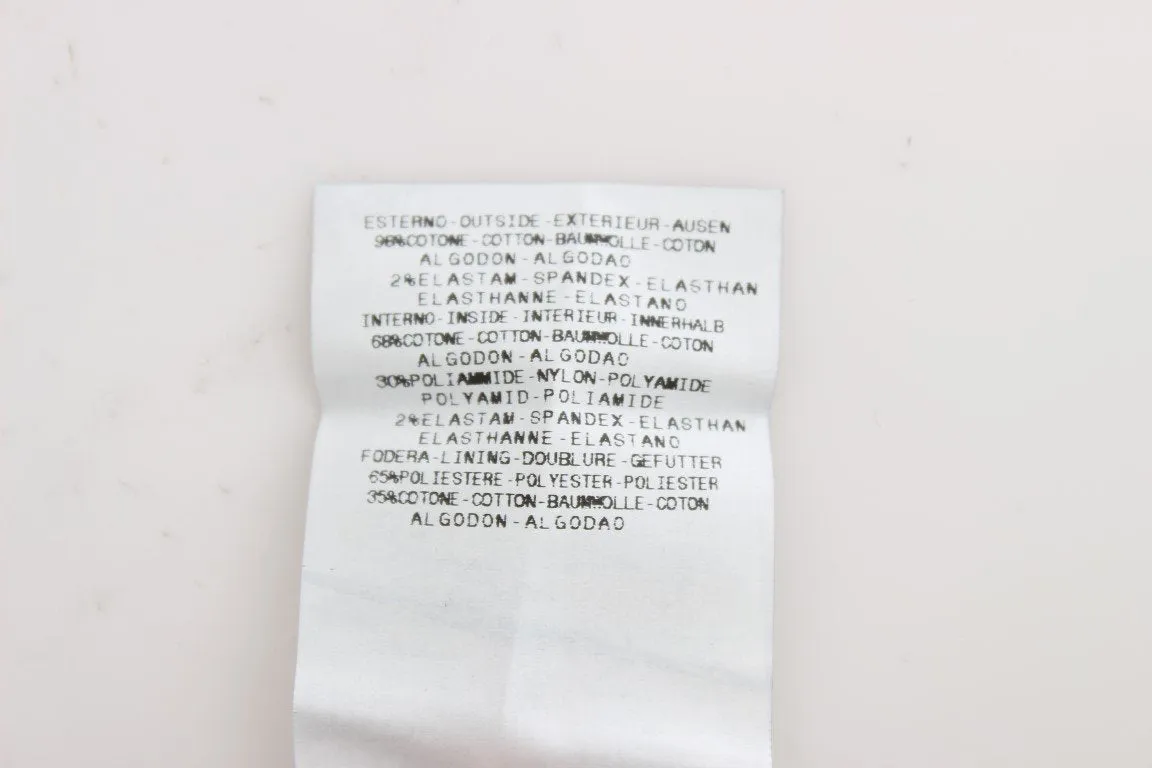 ESTERNO-OUTSIDE-EXTERIEUR-AUSEN
98%COTONE-COTTON-BAUMWOLLE-COTON
ALGODON-ALGODAO
2%ELASTAM-SPANDEX-ELASTHAN
ELASTHANNE-ELASTANO
INTERNO-INSIDE-INTERIEUR-INNERHALB
68%COTONE-COTTON-BAUMWOLLE-COTON
ALGODON-ALGODAO
30%POLIAMMIDE-NYLON-POLYAMIDE
POLYAMID-POLIAMIDE
2%ELASTAM-SPANDEX-ELASTHAN
ELASTHANNE-ELASTANO
FODERA-LINING-DOUBLURE-GEFUTTER
65%POLIESTERE-POLYESTER-POLIESTER
35%COTONE-COTTON-BAUMWOLLE-COTON
ALGODON-ALGODAO